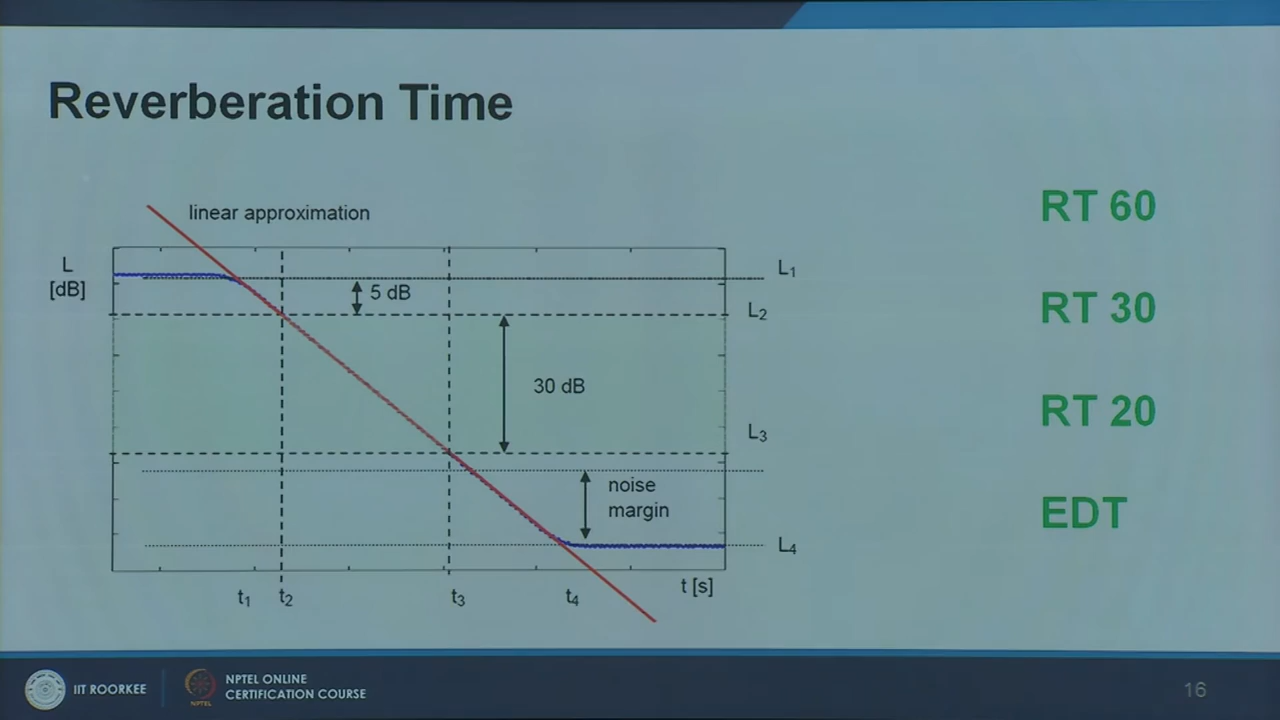 Reverberation Time
linear approximation
L
[dB]
L₁
5 dB
L₂
30 dB
L₃
noise
margin
L₄
t₁
t₂
t₃
t₄
t [s]
RT 60
RT 30
RT 20
EDT
IIT ROORKEE
NPTEL
NPTEL ONLINE
CERTIFICATION COURSE
16